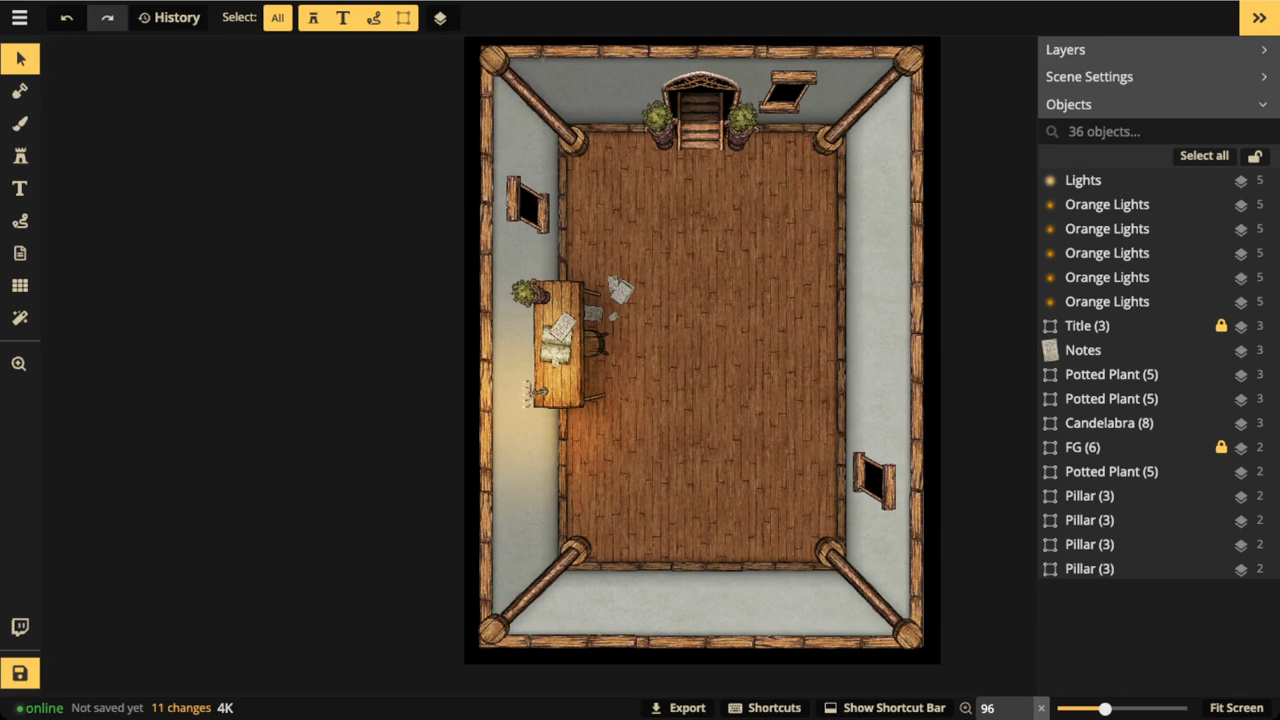 History
Select:
All
T
Layers
Scene Settings
Objects
36 objects...
Select all
Lights 5
Orange Lights 5
Orange Lights 5
Orange Lights 5
Orange Lights 5
Orange Lights 5
Title (3) 3
Notes 3
Potted Plant (5) 3
Potted Plant (5) 3
Candelabra (8) 3
FG (6) 2
Potted Plant (5) 2
Pillar (3) 2
Pillar (3) 2
Pillar (3) 2
Pillar (3) 2
T
online Not saved yet 11 changes 4K
Export
Shortcuts
Show Shortcut Bar
96
Fit Screen